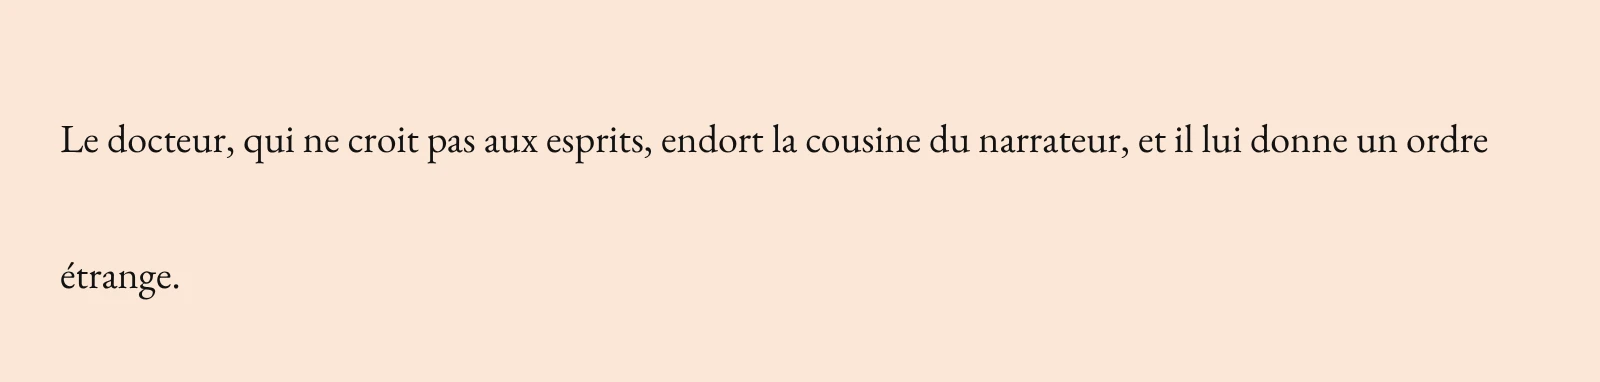 Le docteur, qui ne croit pas aux esprits, endort la cousine du narrateur, et il lui donne un ordre
étrange.